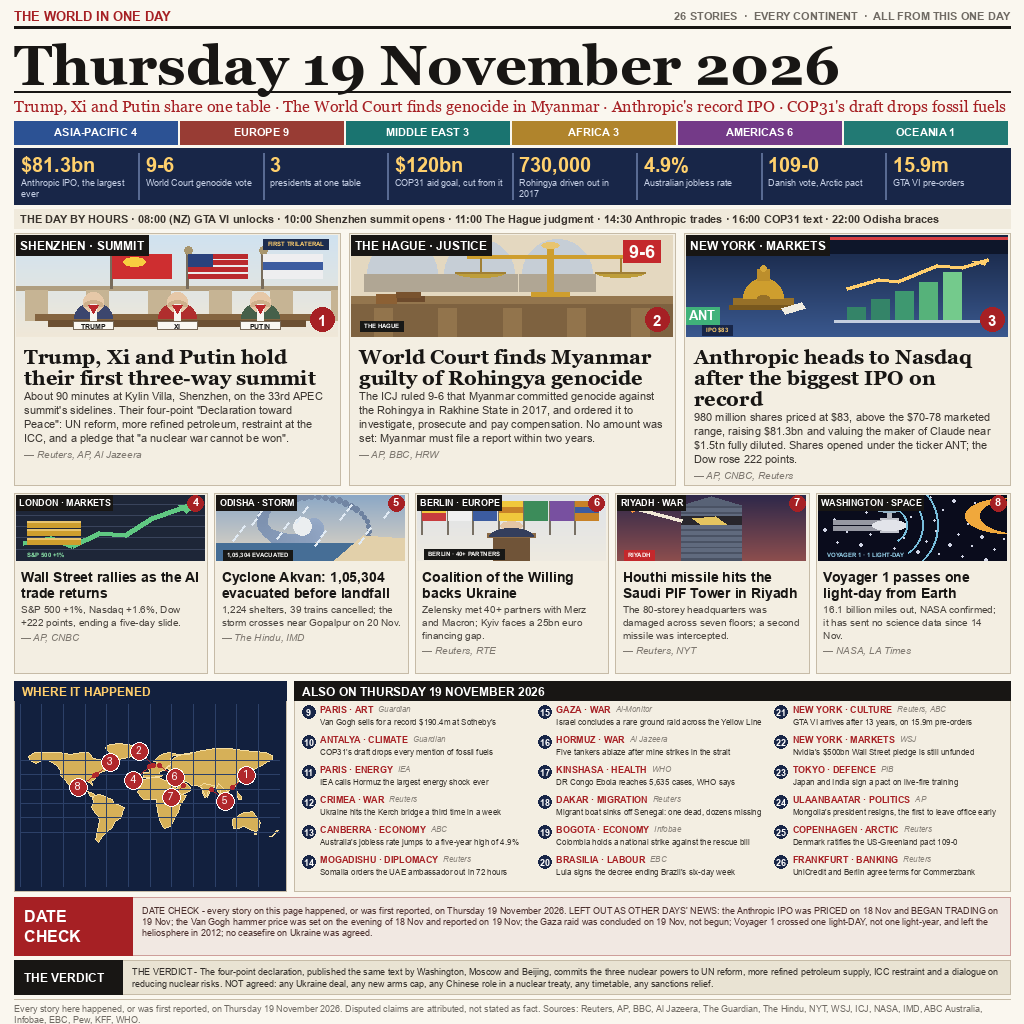 THE WORLD IN ONE DAY
26 STORIES · EVERY CONTINENT · ALL FROM THIS ONE DAY
Thursday 19 November 2026
Trump, Xi and Putin share one table · The World Court finds genocide in Myanmar · Anthropic's record IPO · COP31's draft drops fossil fuels
ASIA-PACIFIC 4
EUROPE 9
MIDDLE EAST 3
AFRICA 3
AMERICAS 6
OCEANIA 1
$81.3bn
Anthropic IPO, the largest
ever
9-6
World Court genocide vote
3
presidents at one table
$120bn
COP31 aid goal, cut from it
730,000
Rohingya driven out in
2017
4.9%
Australian jobless rate
109-0
Danish vote, Arctic pact
15.9m
GTA VI pre-orders
THE DAY BY HOURS · 08:00 (NZ) GTA VI unlocks · 10:00 Shenzhen summit opens · 11:00 The Hague judgment · 14:30 Anthropic trades · 16:00 COP31 text · 22:00 Odisha braces
SHENZHEN · SUMMIT
FIRST TRILATERAL
TRUMP
XI
PUTIN
1
Trump, Xi and Putin hold
their first three-way summit
About 90 minutes at Kylin Villa, Shenzhen, on the 33rd APEC
summit's sidelines. Their four-point "Declaration toward
Peace": UN reform, more refined petroleum, restraint at the
ICC, and a pledge that "a nuclear war cannot be won".
— Reuters, AP, Al Jazeera
THE HAGUE · JUSTICE
9-6
THE HAGUE
2
World Court finds Myanmar
guilty of Rohingya genocide
The ICJ ruled 9-6 that Myanmar committed genocide against
the Rohingya in Rakhine State in 2017, and ordered it to
investigate, prosecute and pay compensation. No amount was
set: Myanmar must file a report within two years.
— AP, BBC, HRW
NEW YORK · MARKETS
ANT
IPO $83
3
Anthropic heads to Nasdaq
after the biggest IPO on
record
980 million shares priced at $83, above the $70-78 marketed
range, raising $81.3bn and valuing the maker of Claude near
$1.5tn fully diluted. Shares opened under the ticker ANT; the
Dow rose 222 points.
— AP, CNBC, Reuters
LONDON · MARKETS
4
S&P 500 +1%
Wall Street rallies as the AI
trade returns
S&P 500 +1%, Nasdaq +1.6%, Dow
+222 points, ending a five-day slide.
— AP, CNBC
ODISHA · STORM
5
1,05,304 EVACUATED
Cyclone Akvan: 1,05,304
evacuated before landfall
1,224 shelters, 39 trains cancelled; the
storm crosses near Gopalpur on 20 Nov.
— The Hindu, IMD
BERLIN · EUROPE
6
BERLIN · 40+ PARTNERS
Coalition of the Willing
backs Ukraine
Zelensky met 40+ partners with Merz
and Macron; Kyiv faces a 25bn euro
financing gap.
— Reuters, RTE
RIYADH · WAR
7
RIYADH
Houthi missile hits the
Saudi PIF Tower in Riyadh
The 80-storey headquarters was
damaged across seven floors; a second
missile was intercepted.
— Reuters, NYT
WASHINGTON · SPACE
8
VOYAGER 1 · 1 LIGHT-DAY
Voyager 1 passes one
light-day from Earth
16.1 billion miles out, NASA confirmed;
it has sent no science data since 14
Nov.
— NASA, LA Times
WHERE IT HAPPENED
2
3
1
4
6
8
7
5
ALSO ON THURSDAY 19 NOVEMBER 2026
9 PARIS · ART Guardian
Van Gogh sells for a record $190.4m at Sotheby's
10 ANTALYA · CLIMATE Guardian
COP31's draft drops every mention of fossil fuels
11 PARIS · ENERGY IEA
IEA calls Hormuz the largest energy shock ever
12 CRIMEA · WAR Reuters
Ukraine hits the Kerch bridge a third time in a week
13 CANBERRA · ECONOMY ABC
Australia's jobless rate jumps to a five-year high of 4.9%
14 MOGADISHU · DIPLOMACY Reuters
Somalia orders the UAE ambassador out in 72 hours
15 GAZA · WAR Al-Monitor
Israel concludes a rare ground raid across the Yellow Line
16 HORMUZ · WAR Al Jazeera
Five tankers ablaze after mine strikes in the strait
17 KINSHASA · HEALTH WHO
DR Congo Ebola reaches 5,635 cases, WHO says
18 DAKAR · MIGRATION Reuters
Migrant boat sinks off Senegal: one dead, dozens missing
19 BOGOTA · ECONOMY Infobae
Colombia holds a national strike against the rescue bill
20 BRASILIA · LABOUR EBC
Lula signs the decree ending Brazil's six-day week
21 NEW YORK · CULTURE Reuters, ABC
GTA VI arrives after 13 years, on 15.9m pre-orders
22 NEW YORK · MARKETS WSJ
Nvidia's $500bn Wall Street pledge is still unfunded
23 TOKYO · DEFENCE PIB
Japan and India sign a pact on live-fire training
24 ULAANBAATAR · POLITICS AP
Mongolia's president resigns, the first to leave office early
25 COPENHAGEN · ARCTIC Reuters
Denmark ratifies the US-Greenland pact 109-0
26 FRANKFURT · BANKING Reuters
UniCredit and Berlin agree terms for Commerzbank
DATE
CHECK
DATE CHECK - every story on this page happened, or was first reported, on Thursday 19 November 2026. LEFT OUT AS OTHER DAYS' NEWS: the Anthropic IPO was PRICED on 18 Nov and BEGAN TRADING on
19 Nov; the Van Gogh hammer price was set on the evening of 18 Nov and reported on 19 Nov; the Gaza raid was concluded on 19 Nov, not begun; Voyager 1 crossed one light-DAY, not one light-year, and left the
heliosphere in 2012; no ceasefire on Ukraine was agreed.
THE VERDICT
THE VERDICT - The four-point declaration, published the same text by Washington, Moscow and Beijing, commits the three nuclear powers to UN reform, more refined petroleum supply, ICC restraint and a dialogue on
reducing nuclear risks. NOT agreed: any Ukraine deal, any new arms cap, any Chinese role in a nuclear treaty, any timetable, any sanctions relief.
Every story here happened, or was first reported, on Thursday 19 November 2026. Disputed claims are attributed, not stated as fact. Sources: Reuters, AP, BBC, Al Jazeera, The Guardian, The Hindu, NYT, WSJ, ICJ, NASA, IMD, ABC Australia,
Infobae, EBC, Pew, KFF, WHO.